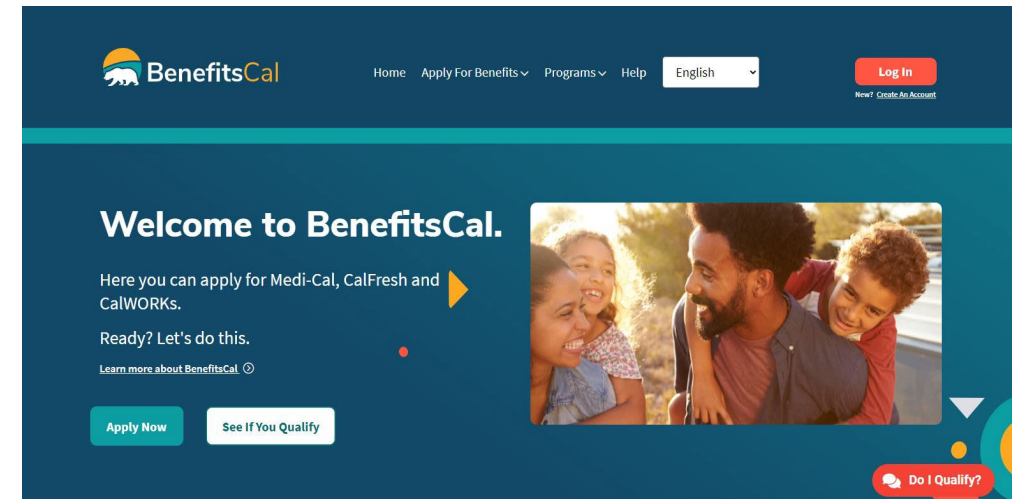 BenefitsCal
Home Apply For Benefits Programs Help English
Log In
New? Create An Account
Welcome to BenefitsCal.
Here you can apply for Medi-Cal, CalFresh and
CalWORKs.
Ready? Let's do this.
Learn more about BenefitsCal
Apply Now See If You Qualify
Do I Qualify?